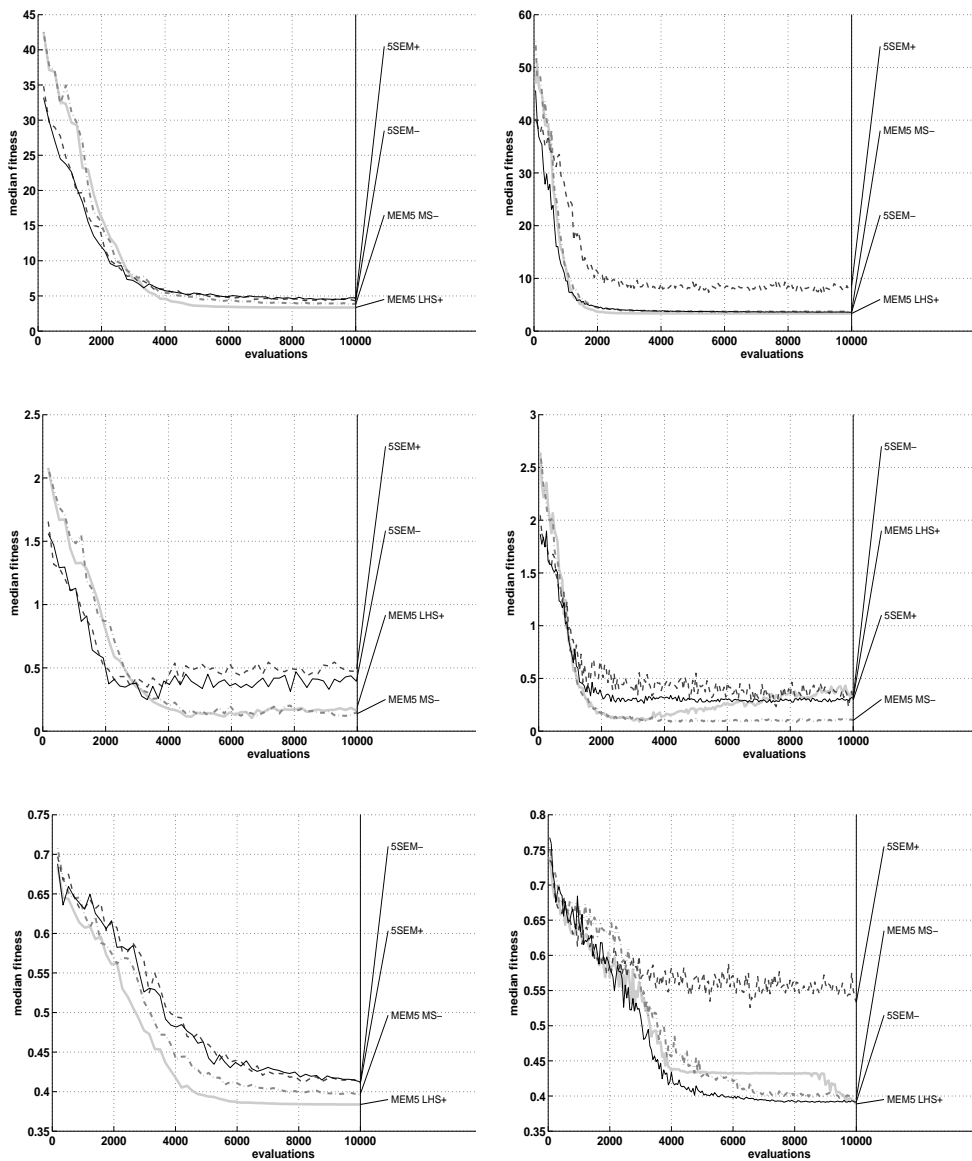 45
40
35
30
25
20
15
10
5
0
median fitness
0 2000 4000 6000 8000 10000
evaluations
5SEM+
5SEM−
MEM5 MS−
MEM5 LHS+
60
50
40
30
20
10
0
median fitness
0 2000 4000 6000 8000 10000
evaluations
5SEM+
MEM5 MS−
5SEM−
MEM5 LHS+
2.5
2
1.5
1
0.5
0
median fitness
0 2000 4000 6000 8000 10000
evaluations
5SEM+
5SEM−
MEM5 LHS+
MEM5 MS−
3
2.5
2
1.5
1
0.5
0
median fitness
0 2000 4000 6000 8000 10000
evaluations
5SEM−
MEM5 LHS+
5SEM+
MEM5 MS−
0.75
0.7
0.65
0.6
0.55
0.5
0.45
0.4
0.35
median fitness
0 2000 4000 6000 8000 10000
evaluations
5SEM−
5SEM+
MEM5 MS−
MEM5 LHS+
0.8
0.75
0.7
0.65
0.6
0.55
0.5
0.45
0.4
0.35
median fitness
0 2000 4000 6000 8000 10000
evaluations
5SEM+
MEM5 MS−
5SEM−
MEM5 LHS+